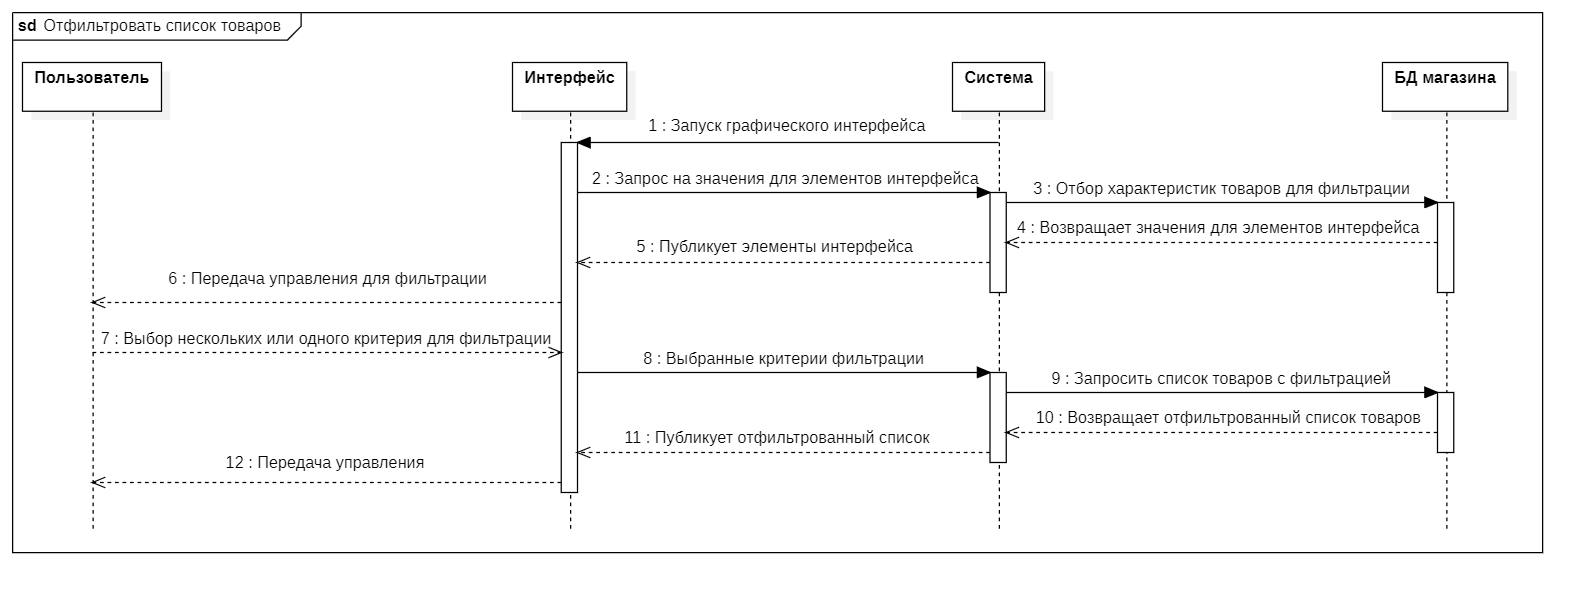 sd Отфильтровать список товаров
Пользователь
Интерфейс
Система
БД магазина
1 : Запуск графического интерфейса
2 : Запрос на значения для элементов интерфейса
3 : Отбор характеристик товаров для фильтрации
4 : Возвращает значения для элементов интерфейса
5 : Публикует элементы интерфейса
6 : Передача управления для фильтрации
7 : Выбор нескольких или одного критерия для фильтрации
8 : Выбранные критерии фильтрации
9 : Запросить список товаров с фильтрацией
10 : Возвращает отфильтрованный список товаров
11 : Публикует отфильтрованный список
12 : Передача управления